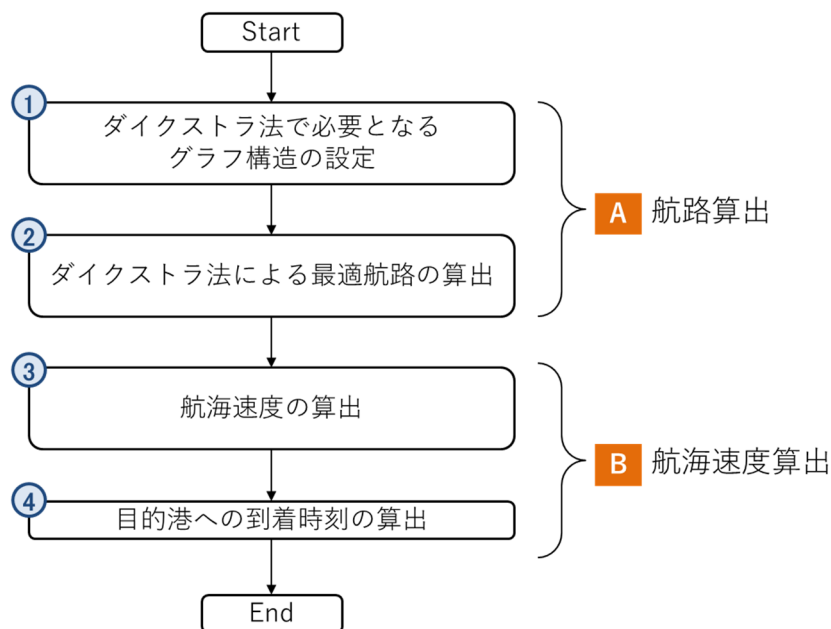 Start
1
ダイクストラ法で必要となる
グラフ構造の設定
A 航路算出
2
ダイクストラ法による最適航路の算出
3
航海速度の算出
B 航海速度算出
4
目的港への到着時刻の算出
End